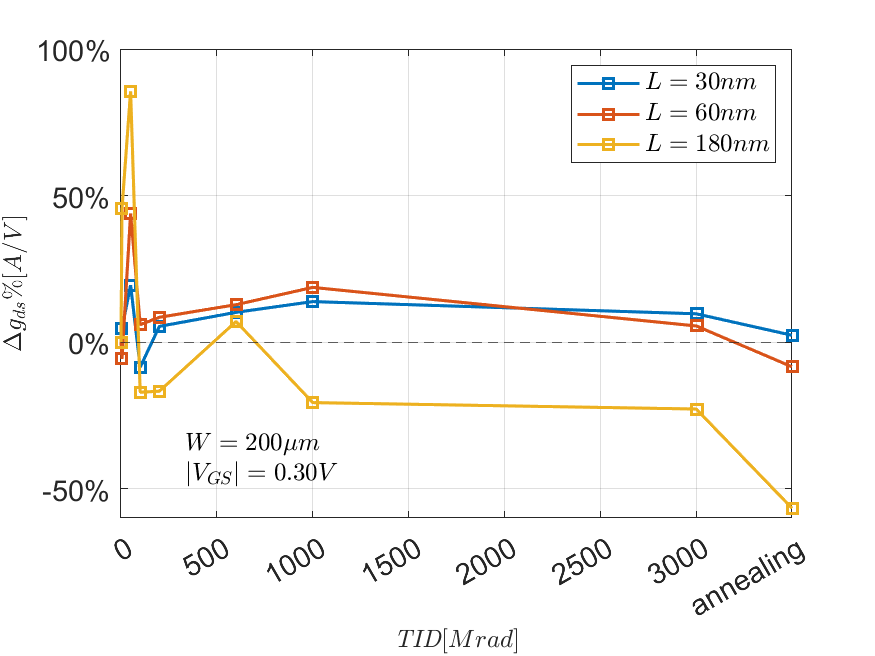 100%
50%
0%
-50%
Δg_ds%[A/V]
L = 30nm
L = 60nm
L = 180nm
W = 200μm
|V_GS| = 0.30V
0
500
1000
1500
2000
2500
3000
annealing
TID[Mrad]